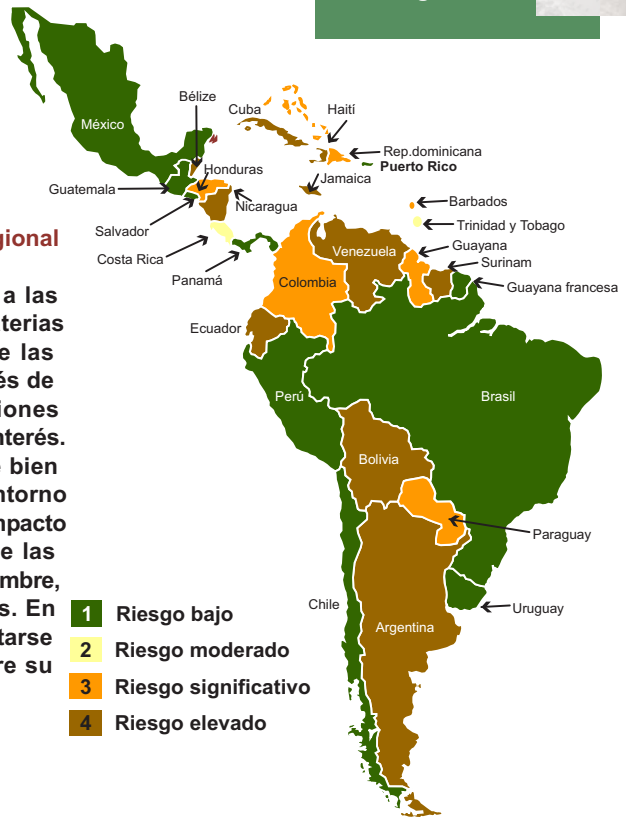 México
Bélize
Cuba
Haití
Rep.dominicana
Puerto Rico
Honduras
Jamaica
Guatemala
Nicaragua
Barbados
Salvador
Trinidad y Tobago
Costa Rica
Venezuela
Guayana
Panamá
Surinam
Colombia
Guayana francesa
Ecuador
Perú
Brasil
Bolivia
Paraguay
Chile
Uruguay
Argentina
gional
a las
aterias
e las
és de
iones
nterés.
e bien
ntorno
mpacto
e las
mbre,
s. En
tarse
re su
1 Riesgo bajo
2 Riesgo moderado
3 Riesgo significativo
4 Riesgo elevado